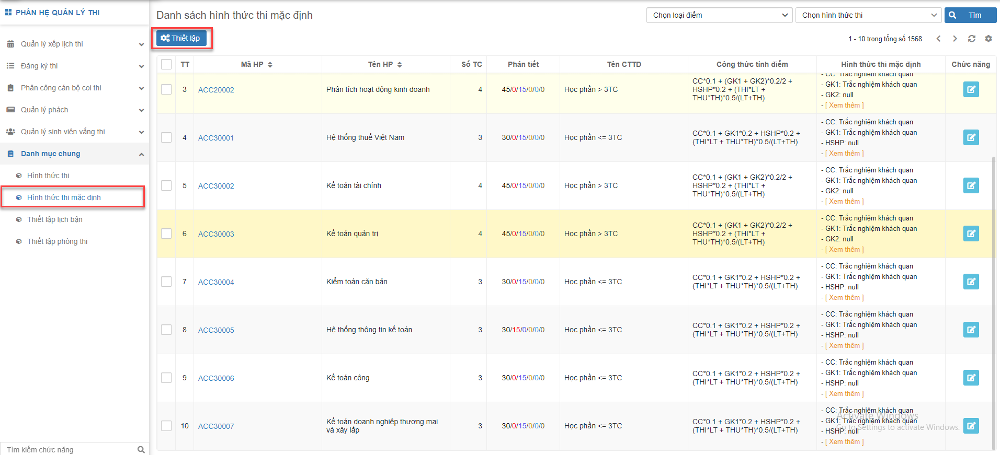 PHÂN HỆ QUẢN LÝ THI
Quản lý xếp lịch thi
Đăng ký thi
Phân công cán bộ coi thi
Quản lý phách
Quản lý sinh viên vắng thi
Danh mục chung
Hình thức thi
Hình thức thi mặc định
Thiết lập lịch bận
Thiết lập phòng thi
Tìm kiếm chức năng
Danh sách hình thức thi mặc định
Chọn loại điểm
Chọn hình thức thi
Tìm
Thiết lập
1 - 10 trong tổng số 1568
TT Mã HP Tên HP Số TC Phân tiết Tên CTTD Công thức tính điểm Hình thức thi mặc định Chức năng
3 ACC20002 Phân tích hoạt động kinh doanh 4 45/0/15/0/0/0 Học phần > 3TC
CC*0.1 + (GK1 + GK2)*0.2/2 +
HSHP*0.2 + (THI*LT +
THU*TH)*0.5/(LT+TH)
- CC: Trắc nghiệm khách quan
- GK1: Trắc nghiệm khách quan
- GK2: null
- [ Xem thêm ]
4 ACC30001 Hệ thống thuế Việt Nam 3 30/0/15/0/0/0 Học phần <= 3TC
CC*0.1 + GK1*0.2 + HSHP*0.2 +
(THI*LT + THU*TH)*0.5/(LT+TH)
- CC: Trắc nghiệm khách quan
- GK1: Trắc nghiệm khách quan
- HSHP: null
- [ Xem thêm ]
5 ACC30002 Kế toán tài chính 4 45/0/15/0/0/0 Học phần > 3TC
CC*0.1 + (GK1 + GK2)*0.2/2 +
HSHP*0.2 + (THI*LT +
THU*TH)*0.5/(LT+TH)
- CC: Trắc nghiệm khách quan
- GK1: Trắc nghiệm khách quan
- GK2: null
- [ Xem thêm ]
6 ACC30003 Kế toán quản trị 4 45/0/15/0/0/0 Học phần > 3TC
CC*0.1 + (GK1 + GK2)*0.2/2 +
HSHP*0.2 + (THI*LT +
THU*TH)*0.5/(LT+TH)
- CC: Trắc nghiệm khách quan
- GK1: Trắc nghiệm khách quan
- GK2: null
- [ Xem thêm ]
7 ACC30004 Kiểm toán căn bản 3 30/0/15/0/0/0 Học phần <= 3TC
CC*0.1 + GK1*0.2 + HSHP*0.2 +
(THI*LT + THU*TH)*0.5/(LT+TH)
- CC: Trắc nghiệm khách quan
- GK1: Trắc nghiệm khách quan
- HSHP: null
- [ Xem thêm ]
8 ACC30005 Hệ thống thông tin kế toán 3 30/15/0/0/0/0 Học phần <= 3TC
CC*0.1 + GK1*0.2 + HSHP*0.2 +
(THI*LT + THU*TH)*0.5/(LT+TH)
- CC: Trắc nghiệm khách quan
- GK1: Trắc nghiệm khách quan
- HSHP: null
- [ Xem thêm ]
9 ACC30006 Kế toán công 3 30/0/15/0/0/0 Học phần <= 3TC
CC*0.1 + GK1*0.2 + HSHP*0.2 +
(THI*LT + THU*TH)*0.5/(LT+TH)
- CC: Trắc nghiệm khách quan
- GK1: Trắc nghiệm khách quan
- HSHP: null
- [ Xem thêm ]
10 ACC30007 Kế toán doanh nghiệp thương mại
và xây lắp
3 30/0/15/0/0/0 Học phần <= 3TC
CC*0.1 + GK1*0.2 + HSHP*0.2 +
(THI*LT + THU*TH)*0.5/(LT+TH)
- CC: Trắc nghiệm khách quan
- GK1: Trắc nghiệm khách quan
- HSHP: null
- [ Xem thêm ]
Activate Windows
Go to Settings to activate Windows.